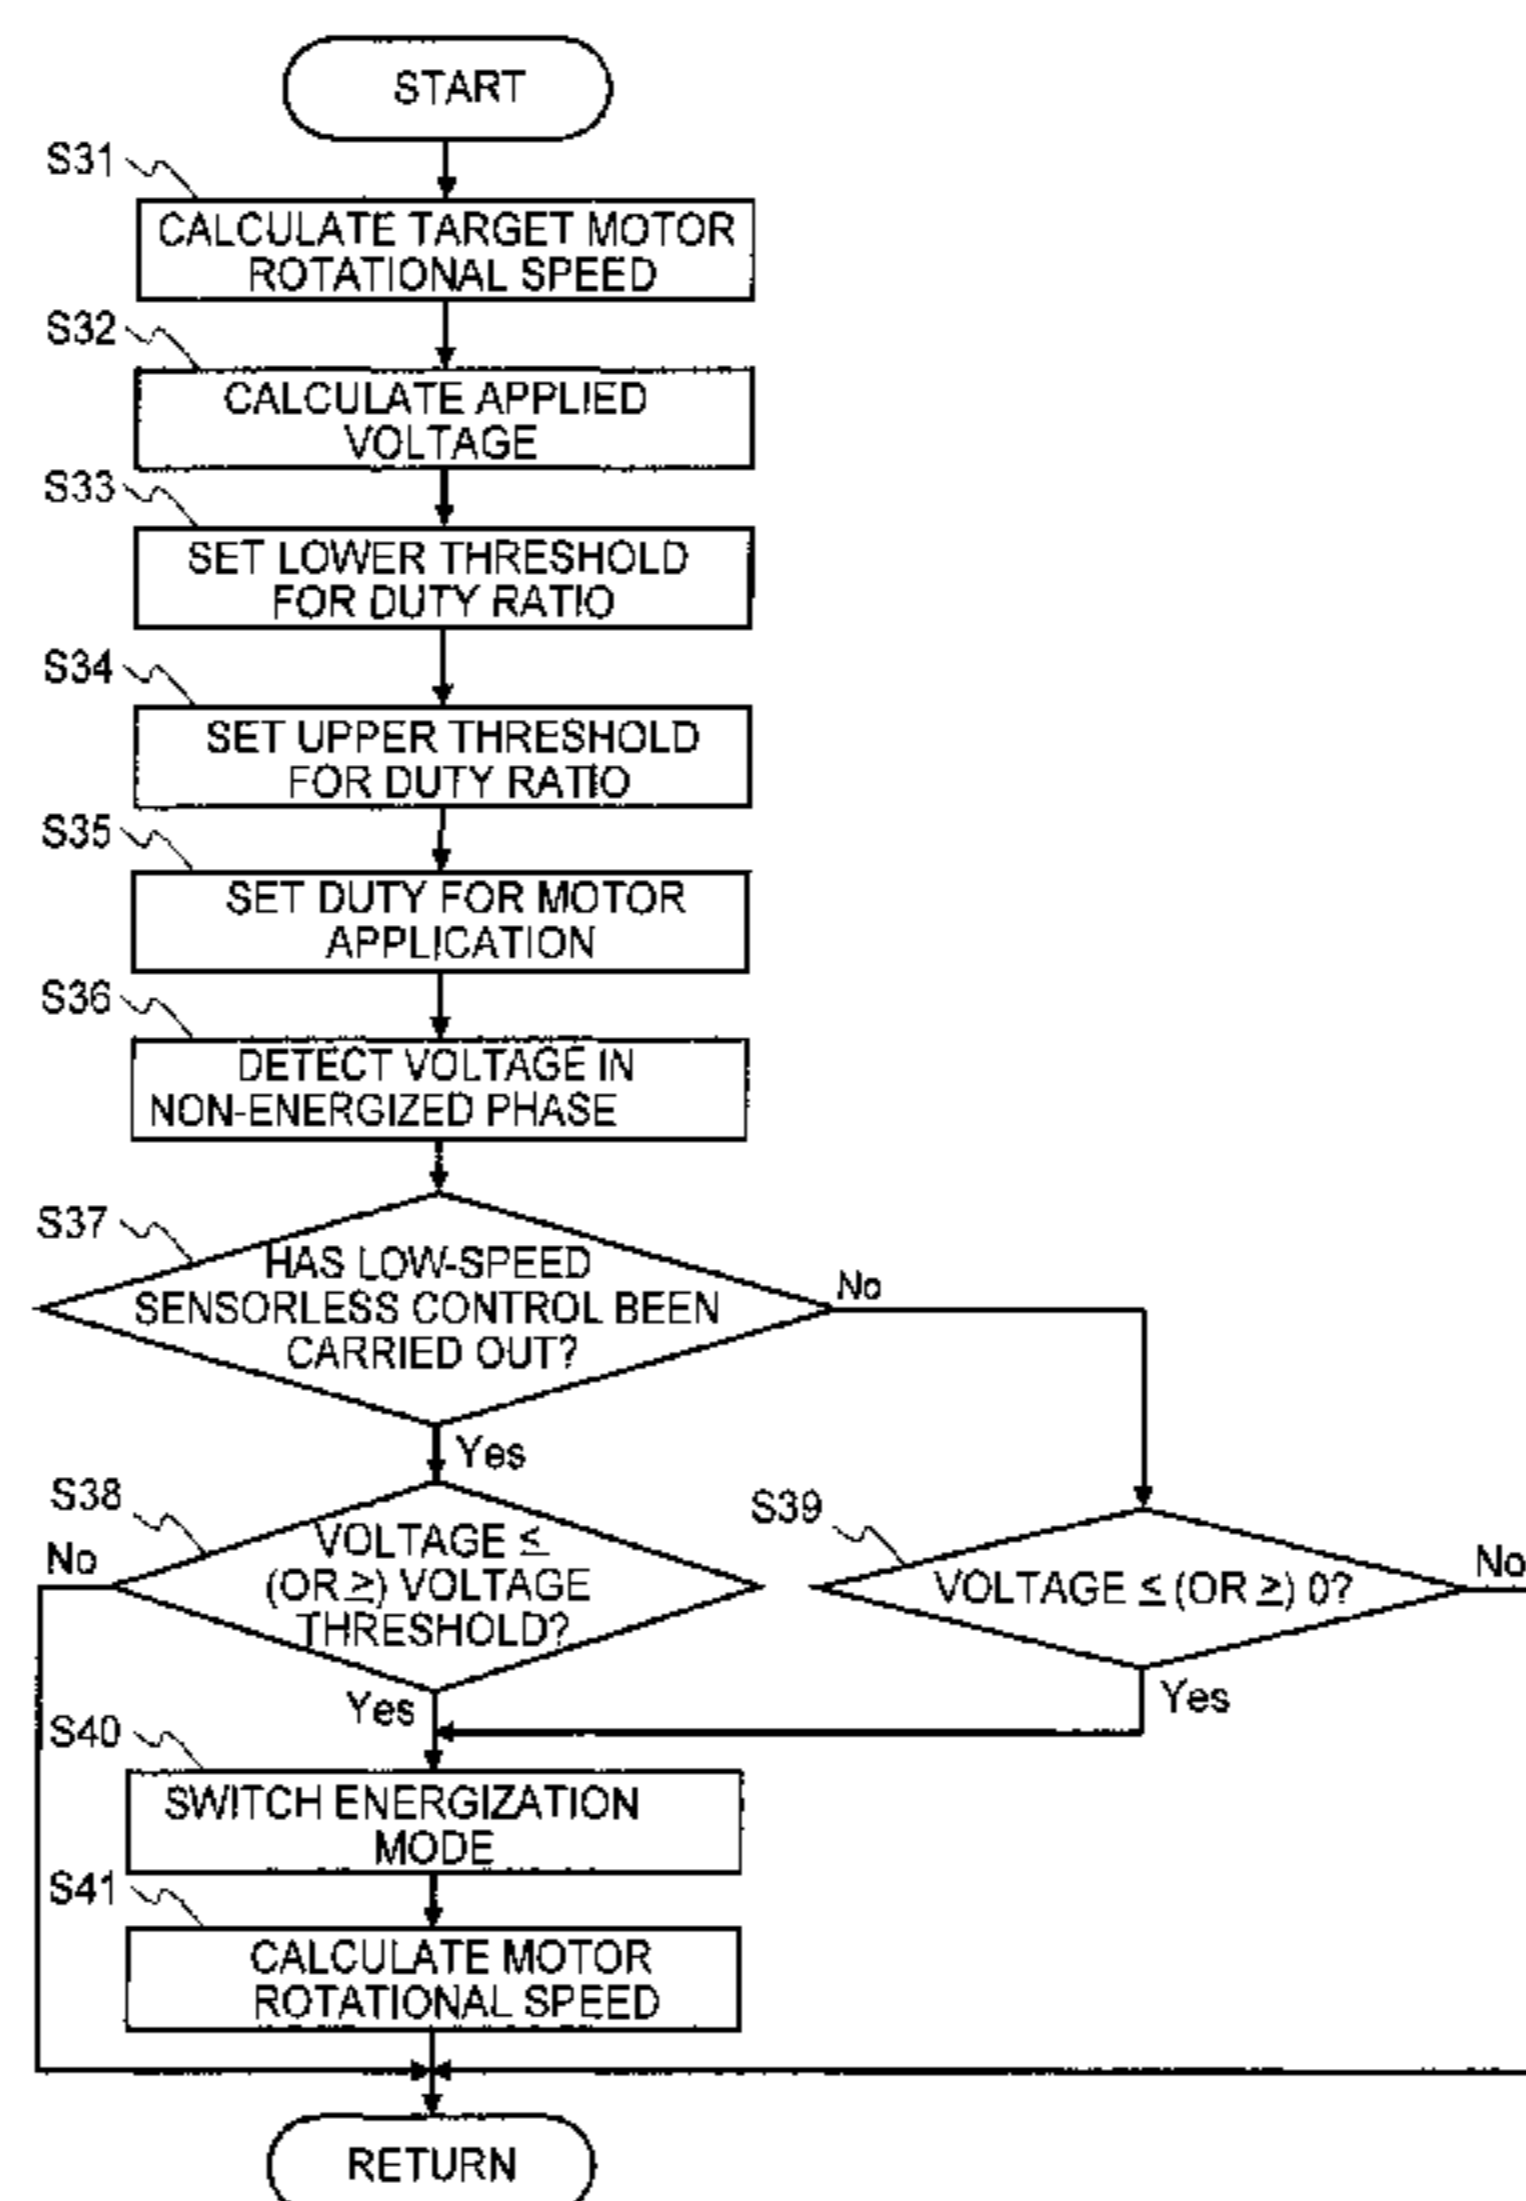 START
S31
CALCULATE TARGET MOTOR
ROTATIONAL SPEED
S32
CALCULATE APPLIED
VOLTAGE
S33
SET LOWER THRESHOLD
FOR DUTY RATIO
S34
SET UPPER THRESHOLD
FOR DUTY RATIO
S35
SET DUTY FOR MOTOR
APPLICATION
S36
DETECT VOLTAGE IN
NON-ENERGIZED PHASE
S37
HAS LOW-SPEED
SENSORLESS CONTROL BEEN
CARRIED OUT?
No
Yes
S38
VOLTAGE ≤
(OR ≥) VOLTAGE
THRESHOLD?
No
Yes
S39
VOLTAGE ≤ (OR ≥) 0?
No
Yes
S40
SWITCH ENERGIZATION
MODE
S41
CALCULATE MOTOR
ROTATIONAL SPEED
RETURN